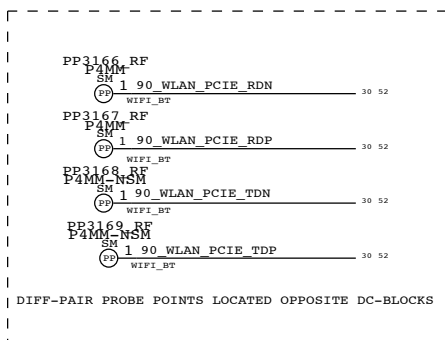 PP3166_RF
P4MM
SM
PP 1 90_WLAN_PCIE_RDN 30 52
WIFI_BT
PP3167_RF
P4MM
SM
PP 1 90_WLAN_PCIE_RDP 30 52
WIFI_BT
PP3168_RF
P4MM-NSM
SM
PP 1 90_WLAN_PCIE_TDN 30 52
WIFI_BT
PP3169_RF
P4MM-NSM
SM
PP 1 90_WLAN_PCIE_TDP 30 52
WIFI_BT
DIFF-PAIR PROBE POINTS LOCATED OPPOSITE DC-BLOCKS